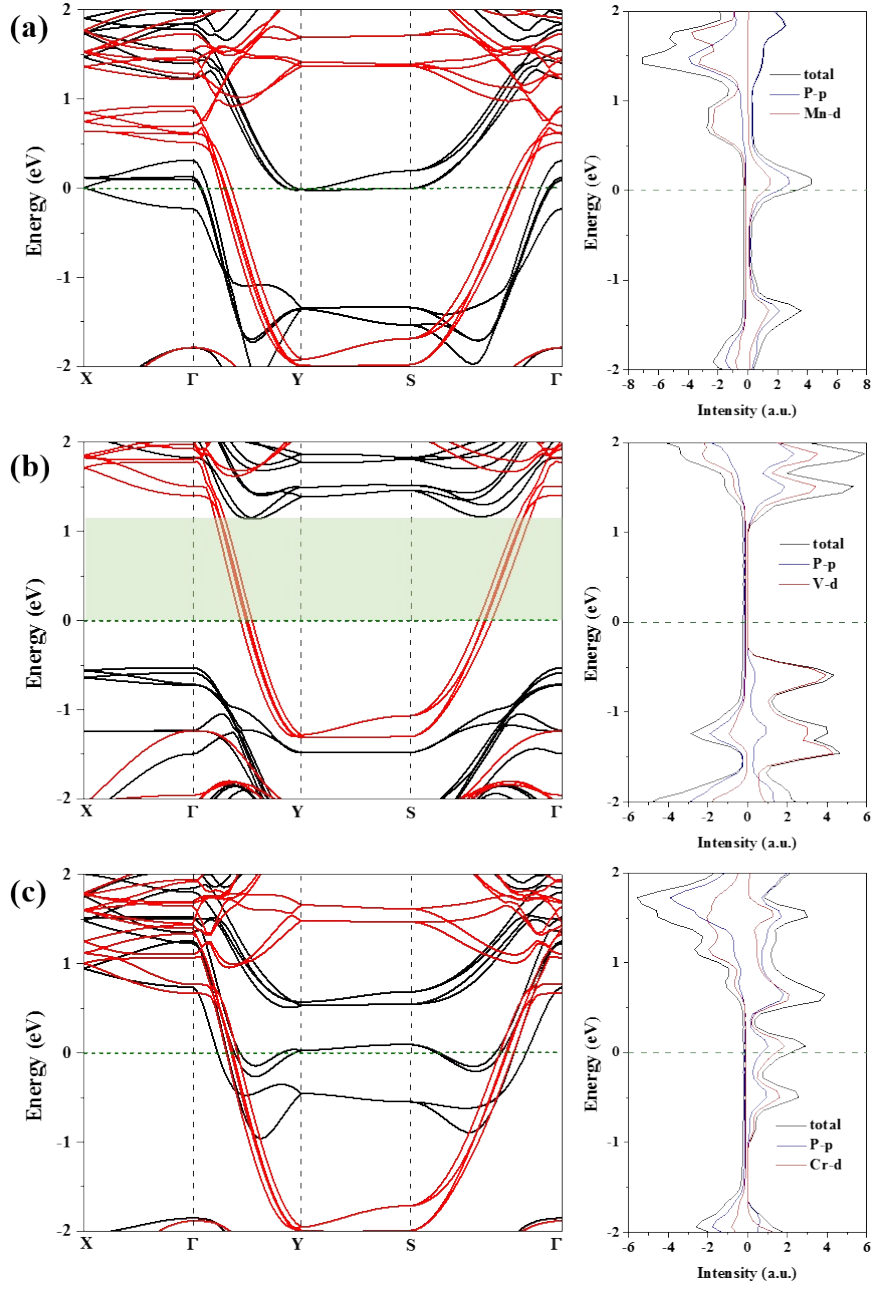 (a)
2
1
0
-1
-2
Energy (eV)
X Γ Y S Γ
2
1
0
-1
-2
Energy (eV)
total
P-p
Mn-d
-8 -6 -4 -2 0 2 4 6 8
Intensity (a.u.)
(b)
2
1
0
-1
-2
Energy (eV)
X Γ Y S Γ
2
1
0
-1
-2
Energy (eV)
total
P-p
V-d
-6 -4 -2 0 2 4 6
Intensity (a.u.)
(c)
2
1
0
-1
-2
Energy (eV)
X Γ Y S Γ
2
1
0
-1
-2
Energy (eV)
total
P-p
Cr-d
-6 -4 -2 0 2 4 6
Intensity (a.u.)